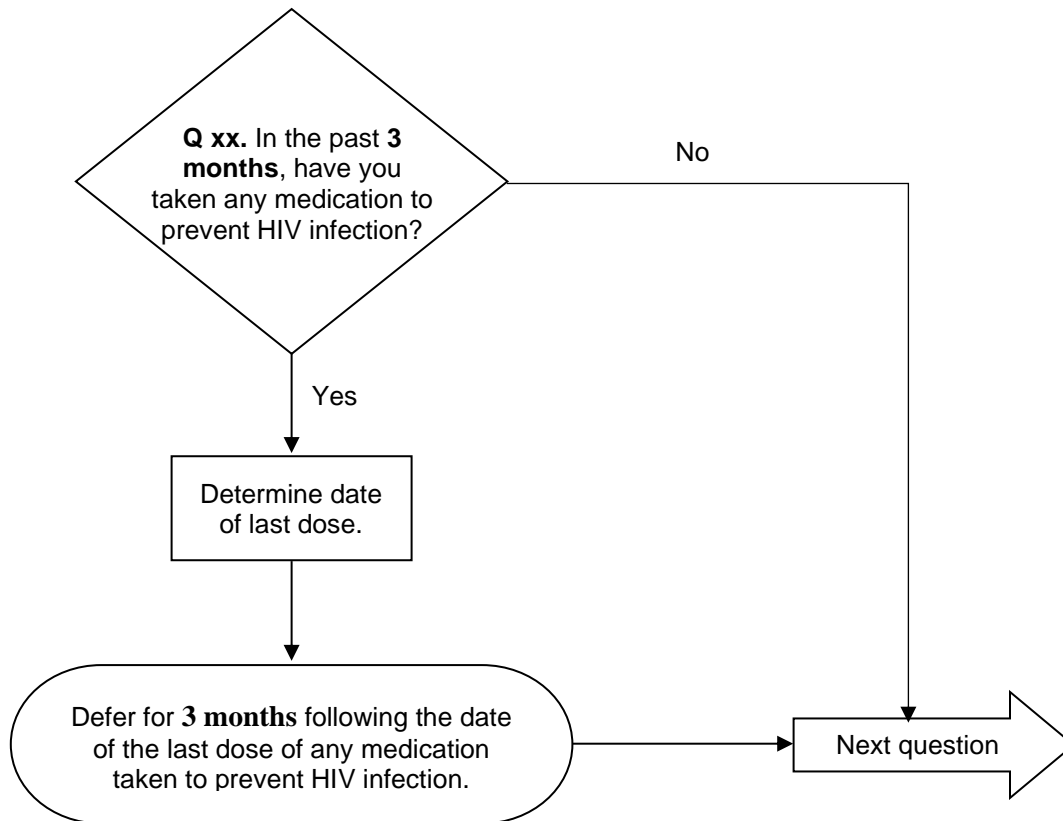 Q xx. In the past 3
months, have you
taken any medication to
prevent HIV infection?
No
Yes
Determine date
of last dose.
Defer for 3 months following the date
of the last dose of any medication
taken to prevent HIV infection.
Next question